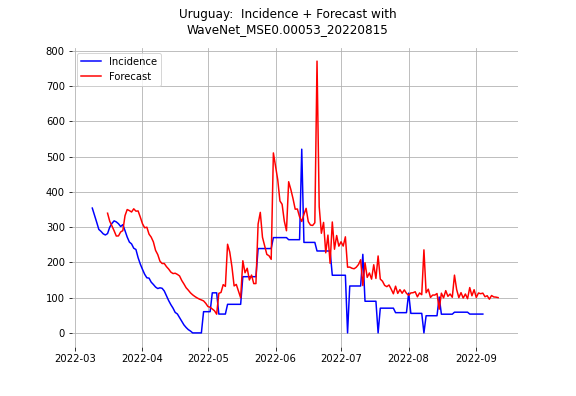 Uruguay:  Incidence + Forecast with
WaveNet_MSE0.00053_20220815
Incidence
Forecast
800
700
600
500
400
300
200
100
0
2022-03 2022-04 2022-05 2022-06 2022-07 2022-08 2022-09